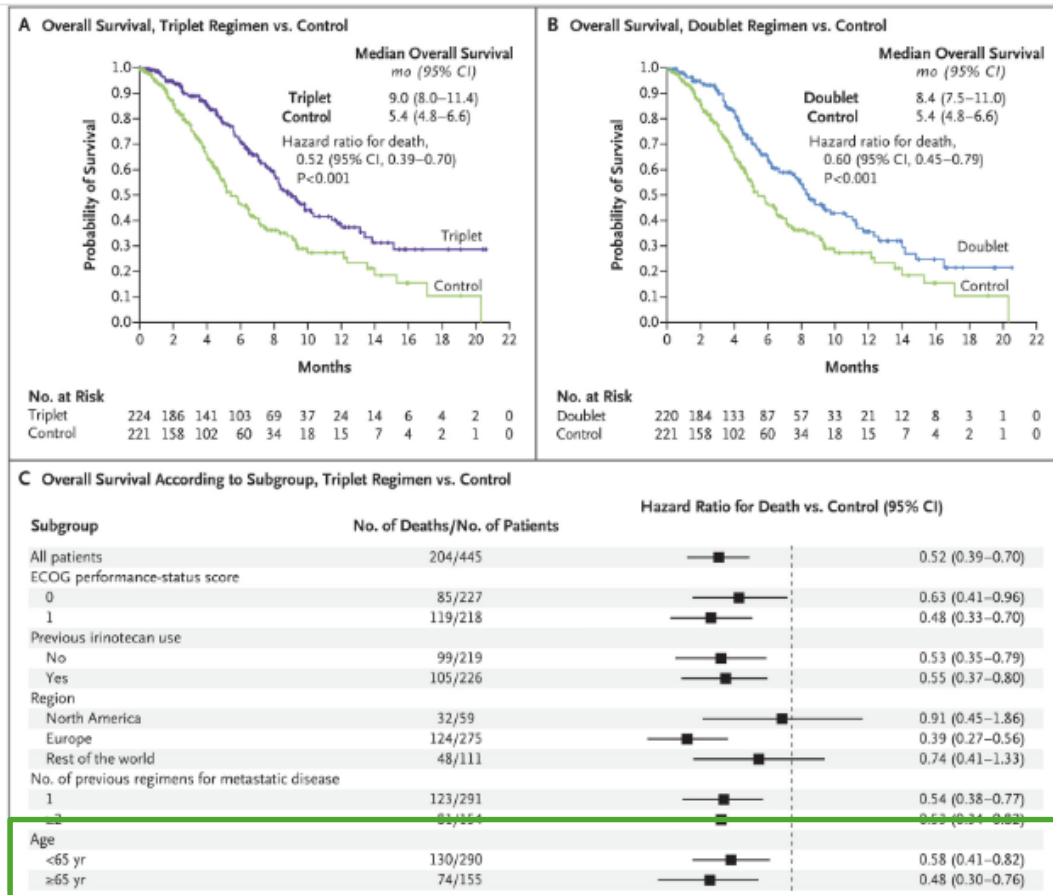 A Overall Survival, Triplet Regimen vs. Control
Median Overall Survival
mo (95% CI)
Triplet 9.0 (8.0–11.4)
Control 5.4 (4.8–6.6)
Hazard ratio for death,
0.52 (95% CI, 0.39–0.70)
P<0.001
Probability of Survival
1.0
0.9
0.8
0.7
0.6
0.5
0.4
0.3
0.2
0.1
0.0
Triplet
Control
0 2 4 6 8 10 12 14 16 18 20 22
Months
No. at Risk
Triplet 224 186 141 103 69 37 24 14 6 4 2 0
Control 221 158 102 60 34 18 15 7 4 2 1 0
B Overall Survival, Doublet Regimen vs. Control
Median Overall Survival
mo (95% CI)
Doublet 8.4 (7.5–11.0)
Control 5.4 (4.8–6.6)
Hazard ratio for death,
0.60 (95% CI, 0.45–0.79)
P<0.001
Probability of Survival
1.0
0.9
0.8
0.7
0.6
0.5
0.4
0.3
0.2
0.1
0.0
Doublet
Control
0 2 4 6 8 10 12 14 16 18 20 22
Months
No. at Risk
Doublet 220 184 133 87 57 33 21 12 8 3 1 0
Control 221 158 102 60 34 18 15 7 4 2 1 0
C Overall Survival According to Subgroup, Triplet Regimen vs. Control
Subgroup No. of Deaths/No. of Patients Hazard Ratio for Death vs. Control (95% CI)
All patients 204/445 0.52 (0.39–0.70)
ECOG performance-status score
0 85/227 0.63 (0.41–0.96)
1 119/218 0.48 (0.33–0.70)
Previous irinotecan use
No 99/219 0.53 (0.35–0.79)
Yes 105/226 0.55 (0.37–0.80)
Region
North America 32/59 0.91 (0.45–1.86)
Europe 124/275 0.39 (0.27–0.56)
Rest of the world 48/111 0.74 (0.41–1.33)
No. of previous regimens for metastatic disease
1 123/291 0.54 (0.38–0.77)
≥2 81/154 0.53 (0.34–0.82)
Age
<65 yr 130/290 0.58 (0.41–0.82)
≥65 yr 74/155 0.48 (0.30–0.76)